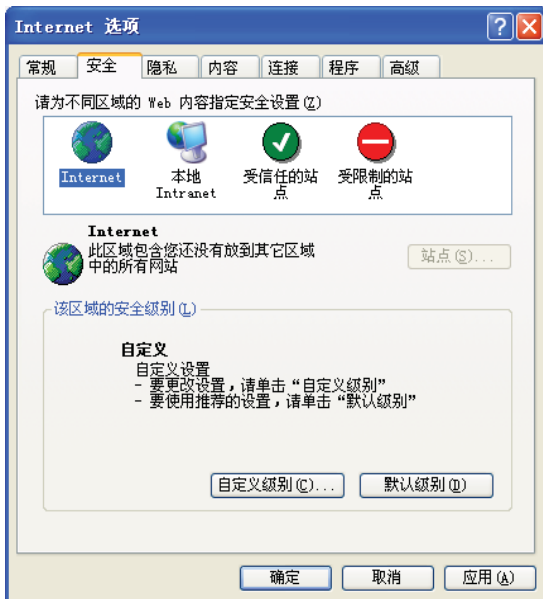 Internet 选项
常规 安全 隐私 内容 连接 程序 高级
请为不同区域的 Web 内容指定安全设置(Z)
Internet 本地 Intranet 受信任的站点 受限制的站点
Internet
此区域包含您还没有放到其它区域
中的所有网站
站点(S)...
该区域的安全级别(L)
自定义
自定义设置
- 要更改设置，请单击“自定义级别”
- 要使用推荐的设置，请单击“默认级别”
自定义级别(C)... 默认级别(D)
确定 取消 应用(A)